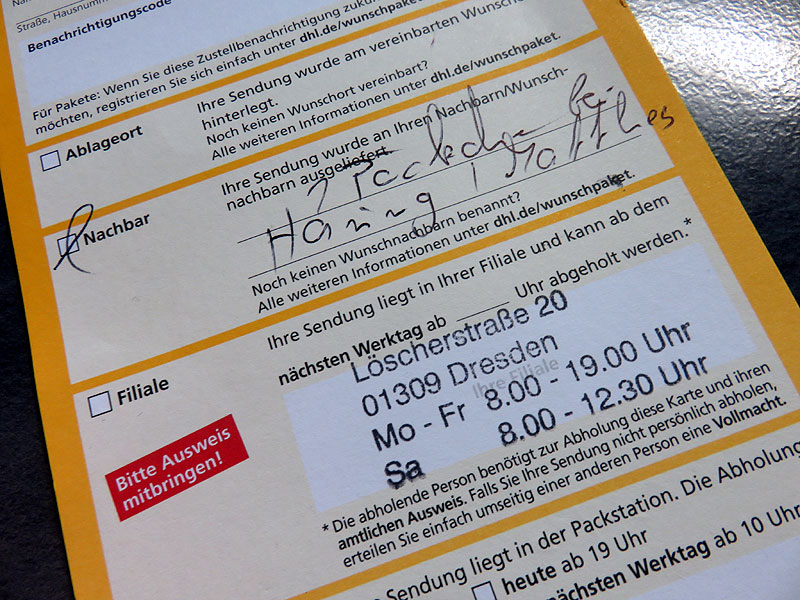 Straße, Hausnummer
Benachrichtigungscode
Für Pakete: Wenn Sie diese Zustellbenachrichtigung zukün
möchten, registrieren Sie sich einfach unter dhl.de/wunschpaket.
Ablageort
Ihre Sendung wurde am vereinbarten Wunscho
hinterlegt.
Noch keinen Wunschort vereinbart?
Alle weiteren Informationen unter dhl.de/wunschpaket.
Nachbar
Ihre Sendung wurde an Ihren Nachbarn/Wunsch-
nachbarn ausgeliefert
Haring, Matthes
Noch keinen Wunschnachbarn benannt?
Alle weiteren Informationen unter dhl.de/wunschpaket.
Filiale
Ihre Sendung liegt in Ihrer Filiale und kann ab dem
nächsten Werktag ab ____ Uhr abgeholt werden.*
Ihre Filiale
Löscherstraße 20
01309 Dresden
Mo - Fr 8.00 - 19.00 Uhr
Sa 8.00 - 12.30 Uhr
Bitte Ausweis
mitbringen!
* Die abholende Person benötigt zur Abholung diese Karte und ihren
amtlichen Ausweis. Falls Sie Ihre Sendung nicht persönlich abholen,
erteilen Sie einfach umseitig einer anderen Person eine Vollmacht.
Sendung liegt in der Packstation. Die Abholung
heute ab 19 Uhr
nächsten Werktag ab 10 Uhr